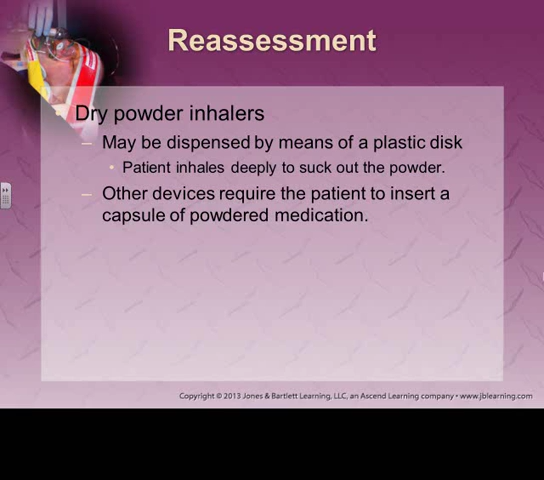 Reassessment
Dry powder inhalers
– May be dispensed by means of a plastic disk
• Patient inhales deeply to suck out the powder.
– Other devices require the patient to insert a
capsule of powdered medication.
Copyright © 2013 Jones & Bartlett Learning, LLC, an Ascend Learning company • www.jblearning.com